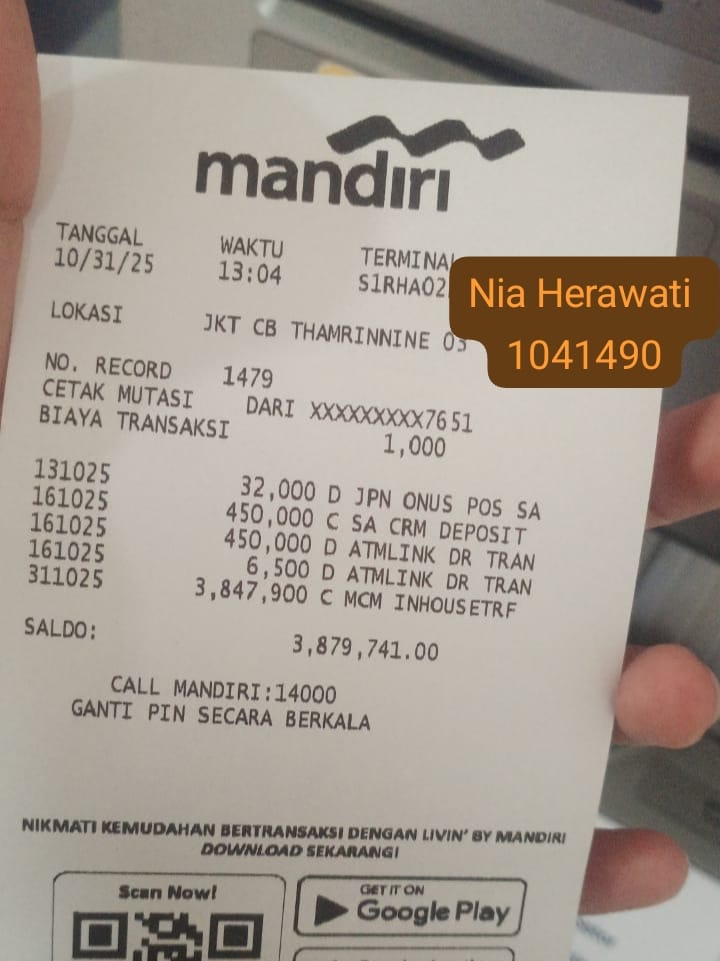 mandırı
TANGGAL WAKTU TERMINAL
10/31/25 13:04 S1RHA02
Nia Herawati
1041490
LOKASI JKT CB THAMRINNINE 03
NO. RECORD 1479
CETAK MUTASI DARI XXXXXXXXX7651
BIAYA TRANSAKSI 1,000
131025 32,000 D JPN ONUS POS SA
161025 450,000 C SA CRM DEPOSIT
161025 450,000 D ATMLINK DR TRAN
161025 6,500 D ATMLINK DR TRAN
311025 3,847,900 C MCM INHOUSETRF
SALDO: 3,879,741.00
CALL MANDIRI:14000
GANTI PIN SECARA BERKALA
NIKMATI KEMUDAHAN BERTRANSAKSI DENGAN LIVIN' BY MANDIRI
DOWNLOAD SEKARANG!
Scan Now!
GET IT ON
Google Play